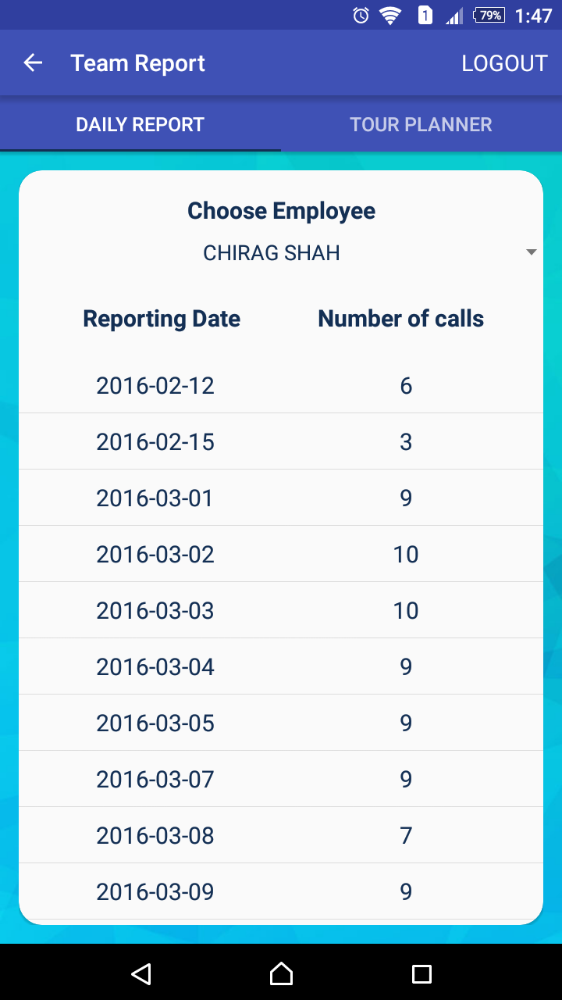 1 79% 1:47
Team Report LOGOUT
DAILY REPORT TOUR PLANNER
Choose Employee
CHIRAG SHAH
Reporting Date Number of calls
2016-02-12 6
2016-02-15 3
2016-03-01 9
2016-03-02 10
2016-03-03 10
2016-03-04 9
2016-03-05 9
2016-03-07 9
2016-03-08 7
2016-03-09 9